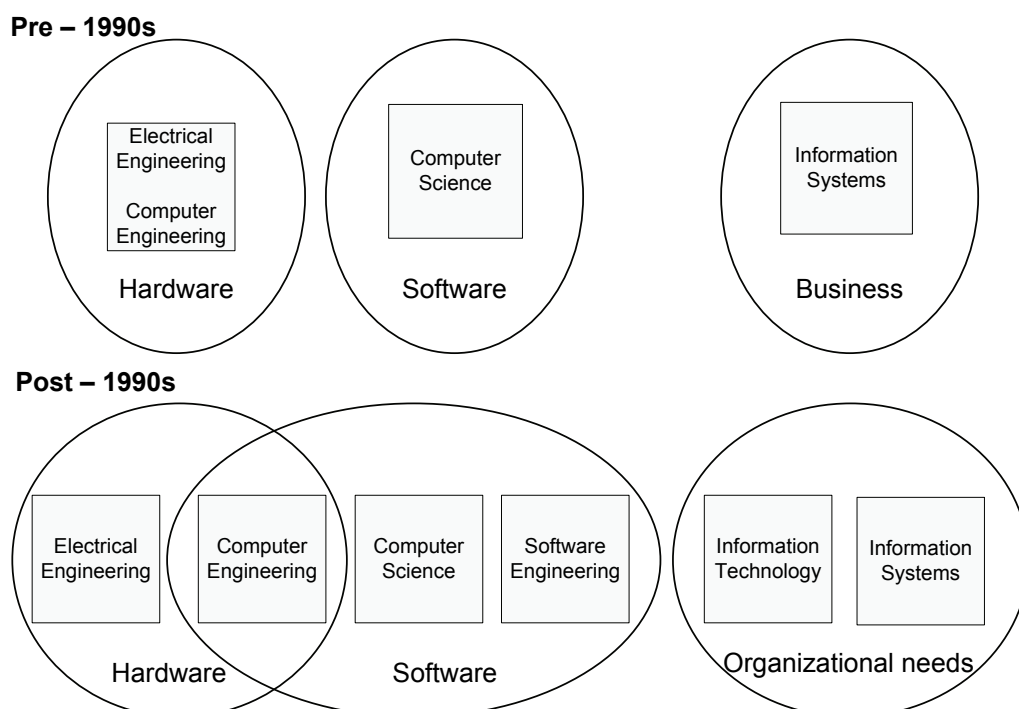 Pre – 1990s
Electrical
Engineering
Computer
Engineering
Hardware
Computer
Science
Software
Information
Systems
Business
Post – 1990s
Electrical
Engineering
Computer
Engineering
Computer
Science
Software
Engineering
Information
Technology
Information
Systems
Hardware
Software
Organizational needs